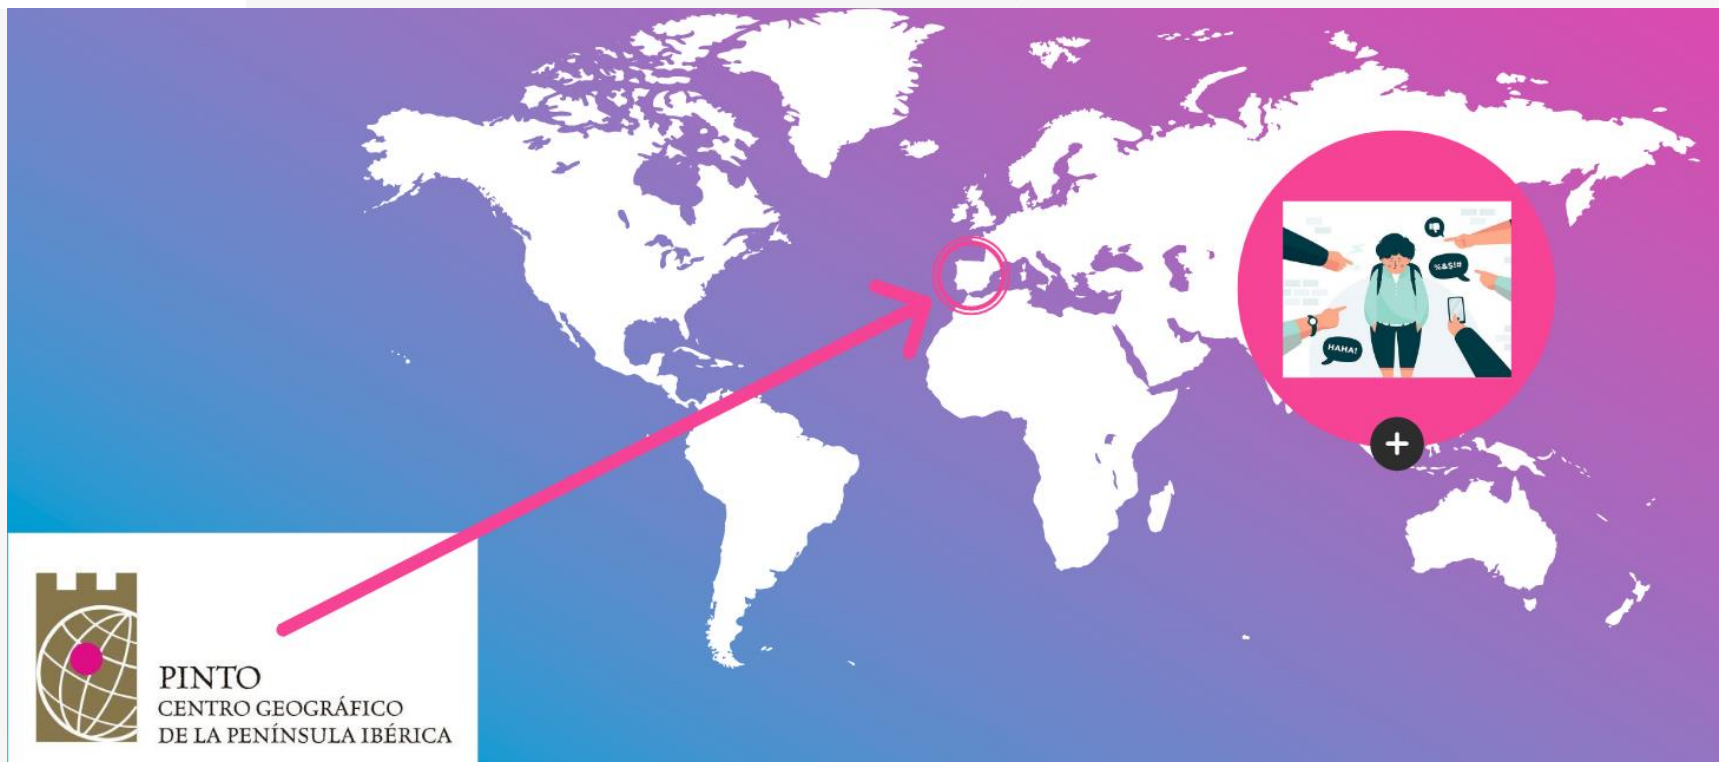 %&$!#
HAHA!
PINTO
CENTRO GEOGRÁFICO
DE LA PENÍNSULA IBÉRICA